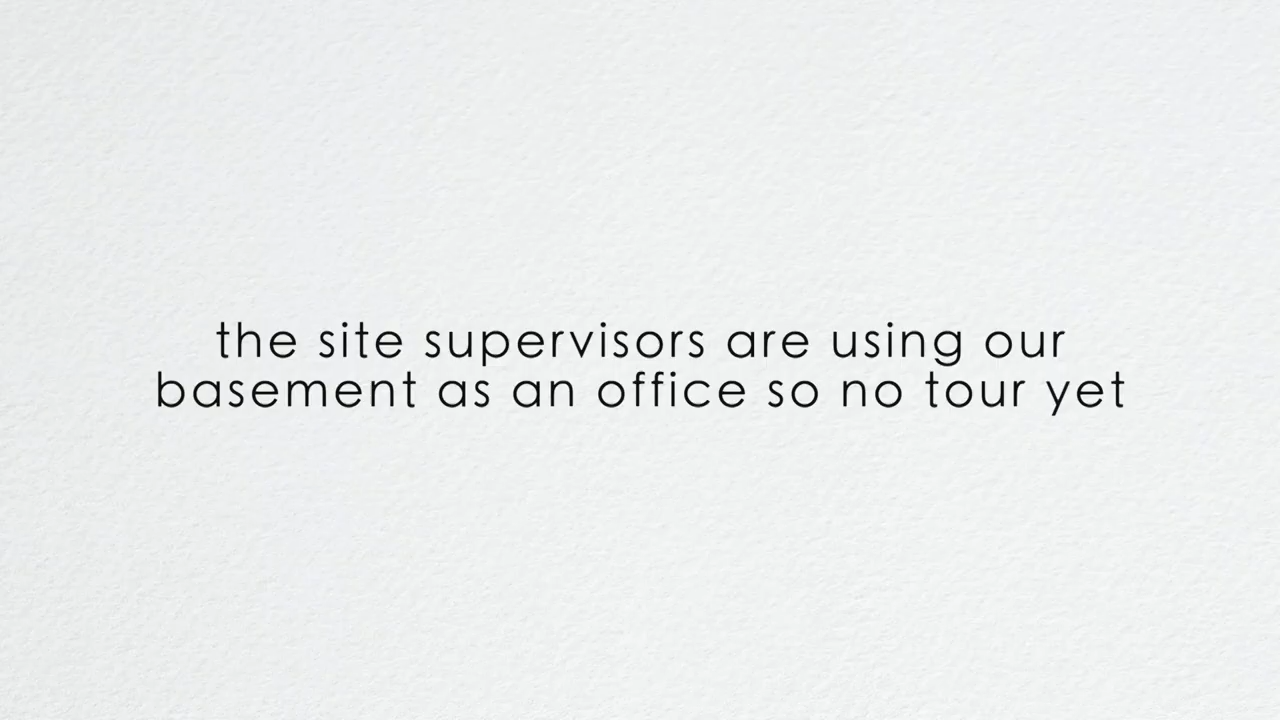 the site supervisors are using our
basement as an office so no tour yet